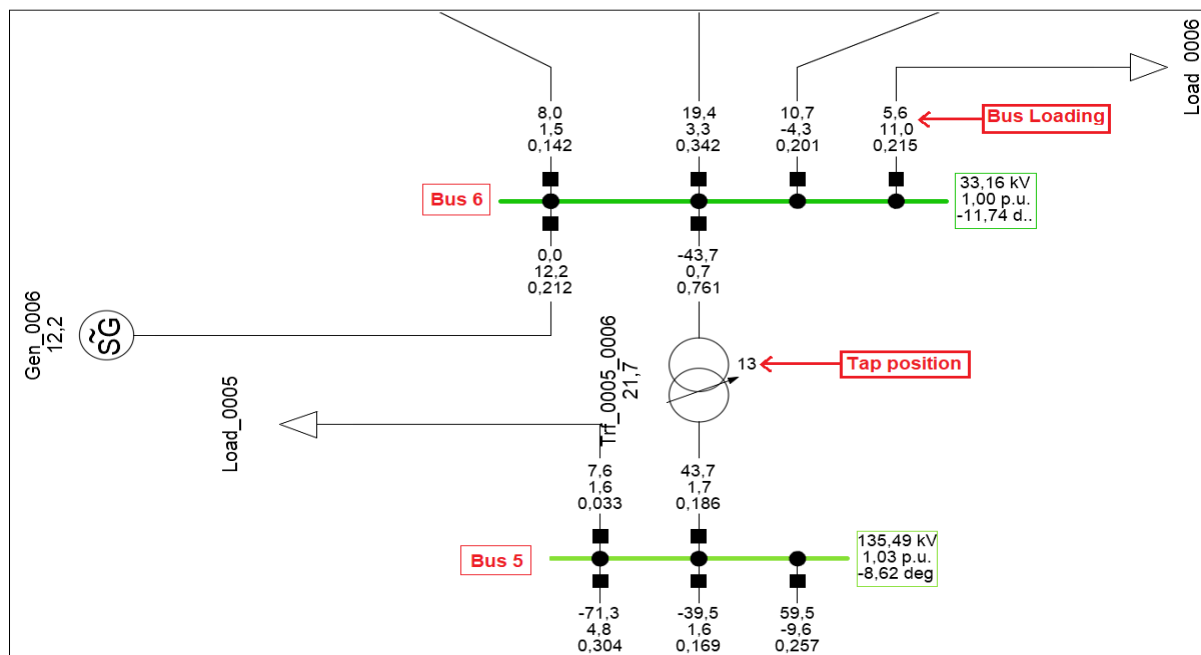 Load_0006
8,0
1,5
0,142
19,4
3,3
0,342
10,7
-4,3
0,201
5,6
11,0
0,215
Bus Loading
Bus 6
33,16 kV
1,00 p.u.
-11,74 d..
0,0
12,2
0,212
-43,7
0,7
0,761
Gen_0006
12,2
SG
~
Trf_0005_0006
21,7
13
Tap position
Load_0005
7,6
1,6
0,033
43,7
1,7
0,186
Bus 5
135,49 kV
1,03 p.u.
-8,62 deg
-71,3
4,8
0,304
-39,5
1,6
0,169
59,5
-9,6
0,257